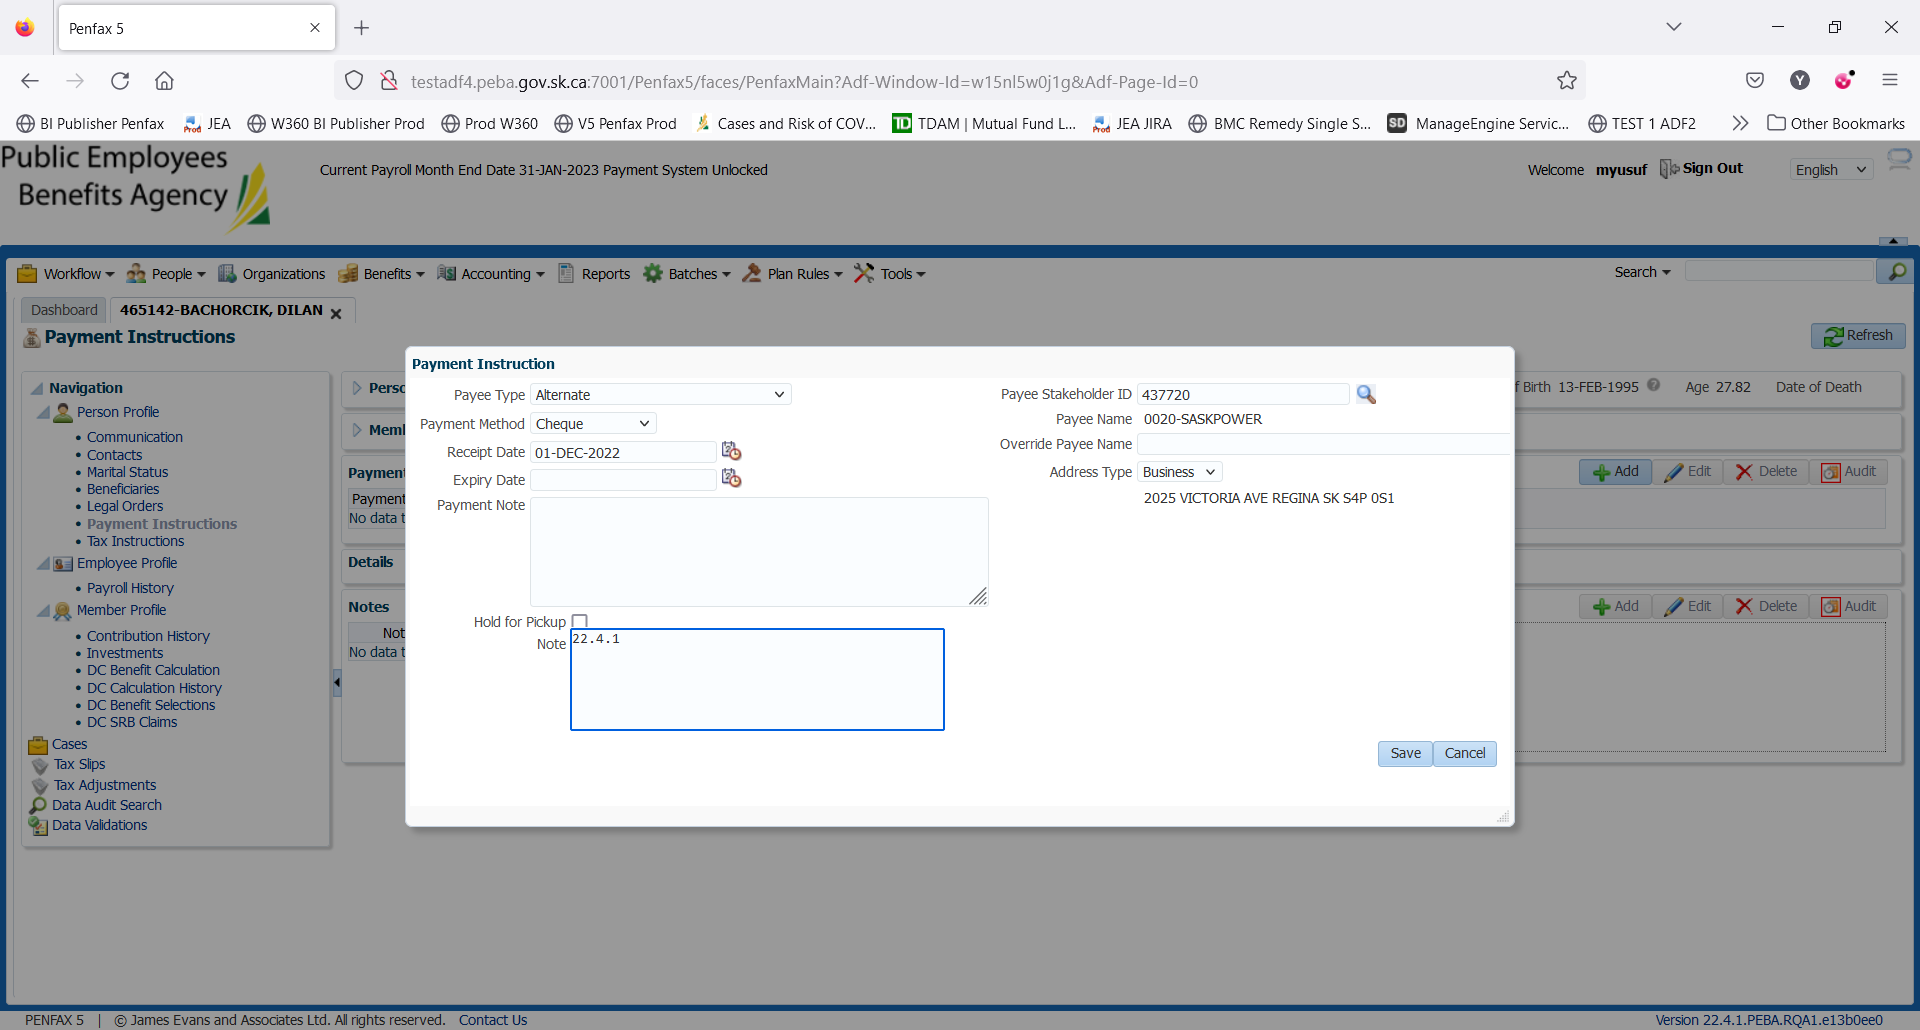 Penfax 5
testadf4.peba.gov.sk.ca:7001/Penfax5/faces/PenfaxMain?Adf-Window-Id=w15nl5w0j1g&Adf-Page-Id=0
BI Publisher Penfax JEA W360 BI Publisher Prod Prod W360 V5 Penfax Prod Cases and Risk of COV... TDAM | Mutual Fund L... JEA JIRA BMC Remedy Single S... ManageEngine Servic... TEST 1 ADF2 Other Bookmarks
Public Employees
Benefits Agency
Current Payroll Month End Date 31-JAN-2023 Payment System Unlocked
Welcome myusuf Sign Out English
Workflow People Organizations Benefits Accounting Reports Batches Plan Rules Tools Search
Dashboard 465142-BACHORCIK, DILAN
Payment Instructions
Refresh
Navigation
Person Profile
Communication
Contacts
Marital Status
Beneficiaries
Legal Orders
Payment Instructions
Tax Instructions
Employee Profile
Payroll History
Member Profile
Contribution History
Investments
DC Benefit Calculation
DC Calculation History
DC Benefit Selections
DC SRB Claims
Cases
Tax Slips
Tax Adjustments
Data Audit Search
Data Validations
Perso
f Birth 13-FEB-1995 Age 27.82 Date of Death
Memb
Payment
Add Edit Delete Audit
Payment
No data t
Details
Notes
Add Edit Delete Audit
Not
No data t
Payment Instruction
Payee Type Alternate
Payment Method Cheque
Receipt Date 01-DEC-2022
Expiry Date
Payment Note
Hold for Pickup
Note 22.4.1
Payee Stakeholder ID 437720
Payee Name 0020-SASKPOWER
Override Payee Name
Address Type Business
2025 VICTORIA AVE REGINA SK S4P 0S1
Save Cancel
PENFAX 5 | © James Evans and Associates Ltd. All rights reserved. Contact Us
Version 22.4.1.PEBA.RQA1.e13b0ee0